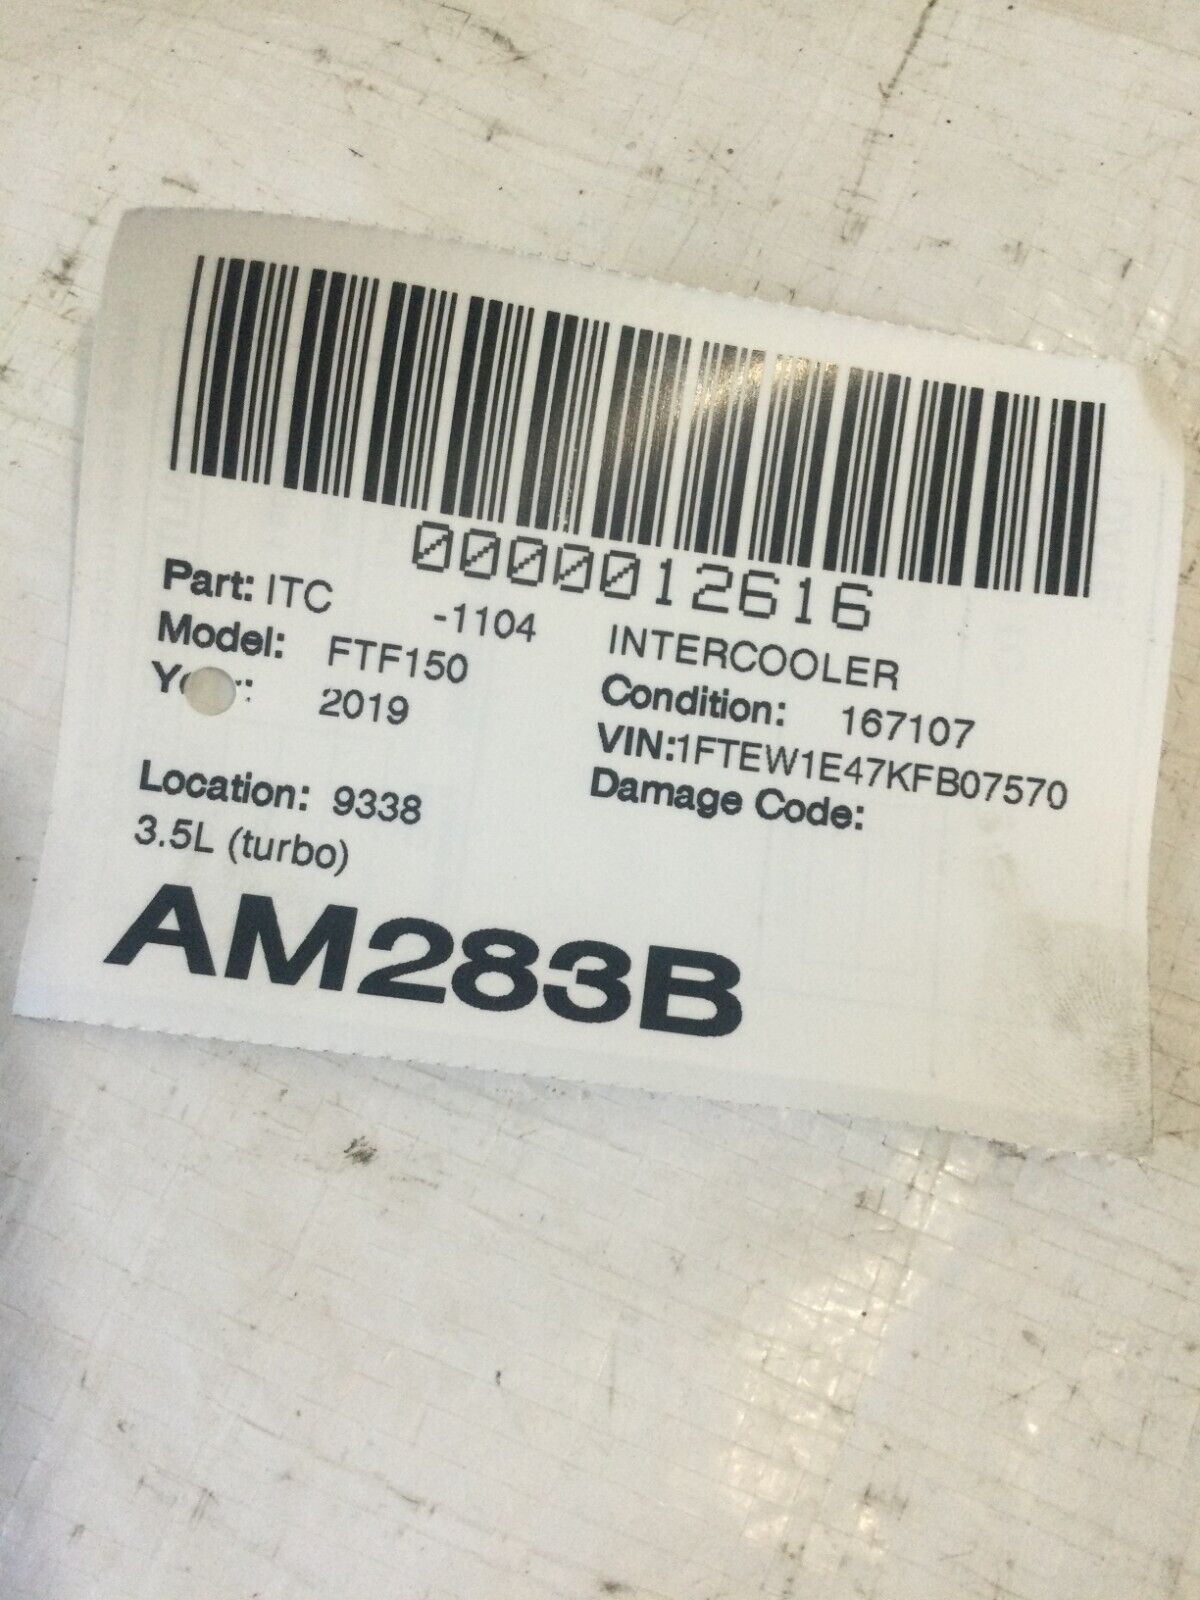 0000012616
Part: ITC -1104 INTERCOOLER
Model: FTF150 Condition: 167107
2019 VIN:1FTEW1E47KFB07570
Location: 9338 Damage Code:
3.5L (turbo)
AM283B